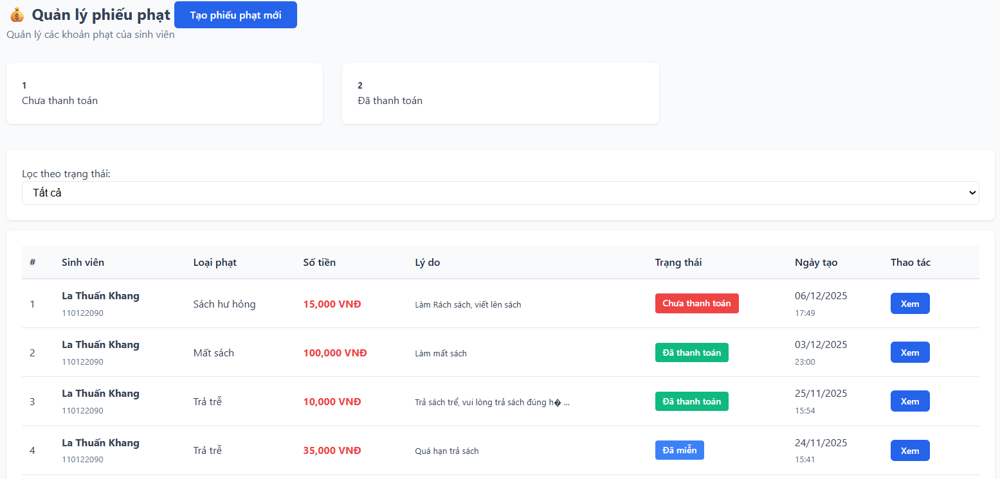 💰 Quản lý phiếu phạt Tạo phiếu phạt mới
Quản lý các khoản phạt của sinh viên
1
Chưa thanh toán
2
Đã thanh toán
Lọc theo trạng thái:
Tất cả
# Sinh viên Loại phạt Số tiền Lý do Trạng thái Ngày tạo Thao tác
1 La Thuấn Khang 110122090 Sách hư hỏng 15,000 VNĐ Làm Rách sách, viết lên sách Chưa thanh toán 06/12/2025 17:49 Xem
2 La Thuấn Khang 110122090 Mất sách 100,000 VNĐ Làm mất sách Đã thanh toán 03/12/2025 23:00 Xem
3 La Thuấn Khang 110122090 Trả trễ 10,000 VNĐ Trả sách trể, vui lòng trả sách đúng h� ... Đã thanh toán 25/11/2025 15:54 Xem
4 La Thuấn Khang 110122090 Trả trễ 35,000 VNĐ Quá hạn trả sách Đã miễn 24/11/2025 15:41 Xem